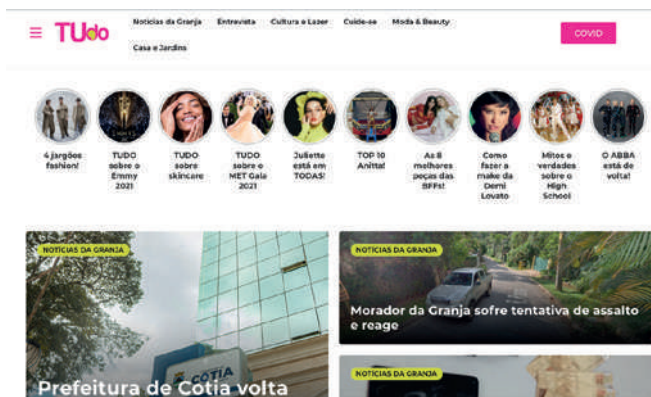 TUdo
Notícias da Granja Entrevista Cultura e Lazer Cuide-se Moda & Beauty
Casa e Jardins
COVID
4 jargões
fashion!
TUDO
sobre o
Emmy
2021
TUDO
sobre
skincare
TUDO
sobre o
MET Gala
2021
Juliette
está em
TODAS!
TOP 10
Anitta!
As 8
melhores
peças das
BFFs!
Como
fazer a
make da
Demi
Lovato
Mitos e
verdades
sobre o
High
School
O ABBA
está de
volta!
NOTÍCIAS DA GRANJA
COTIA
Prefeitura de Cotia volta
NOTÍCIAS DA GRANJA
Morador da Granja sofre tentativa de assalto
e reage
NOTÍCIAS DA GRANJA